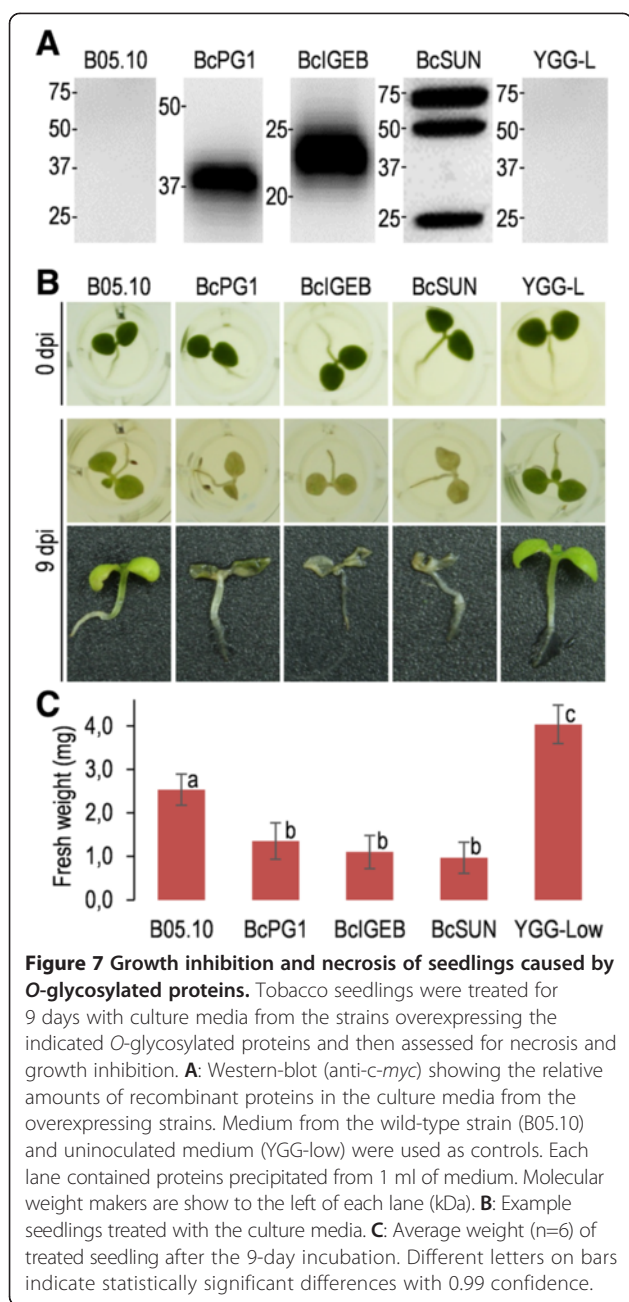 A
B05.10 BcPG1 BcIGEB BcSUN YGG-L
75- 50- 25- 75- 75-
50- 50- 50-
37- 37- 20- 37- 37-
25- 25- 25-
B
B05.10 BcPG1 BcIGEB BcSUN YGG-L
0 dpi
9 dpi
C
Fresh weight (mg)
4,0
3,0
2,0
1,0
0,0
a b b b c
B05.10 BcPG1 BcIGEB BcSUN YGG-Low
Figure 7 Growth inhibition and necrosis of seedlings caused by
O-glycosylated proteins. Tobacco seedlings were treated for
9 days with culture media from the strains overexpressing the
indicated O-glycosylated proteins and then assessed for necrosis and
growth inhibition. A: Western-blot (anti-c-myc) showing the relative
amounts of recombinant proteins in the culture media from the
overexpressing strains. Medium from the wild-type strain (B05.10)
and uninoculated medium (YGG-low) were used as controls. Each
lane contained proteins precipitated from 1 ml of medium. Molecular
weight makers are show to the left of each lane (kDa). B: Example
seedlings treated with the culture media. C: Average weight (n=6) of
treated seedling after the 9-day incubation. Different letters on bars
indicate statistically significant differences with 0.99 confidence.